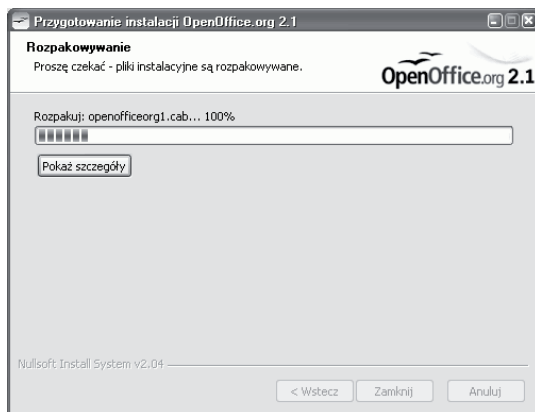 Przygotowanie instalacji OpenOffice.org 2.1
Rozpakowywanie
Proszę czekać - pliki instalacyjne są rozpakowywane.
OpenOffice.org 2.1
Rozpakuj: openofficeorg1.cab... 100%
Pokaż szczegóły
Nullsoft Install System v2.04
< Wstecz Zamknij Anuluj